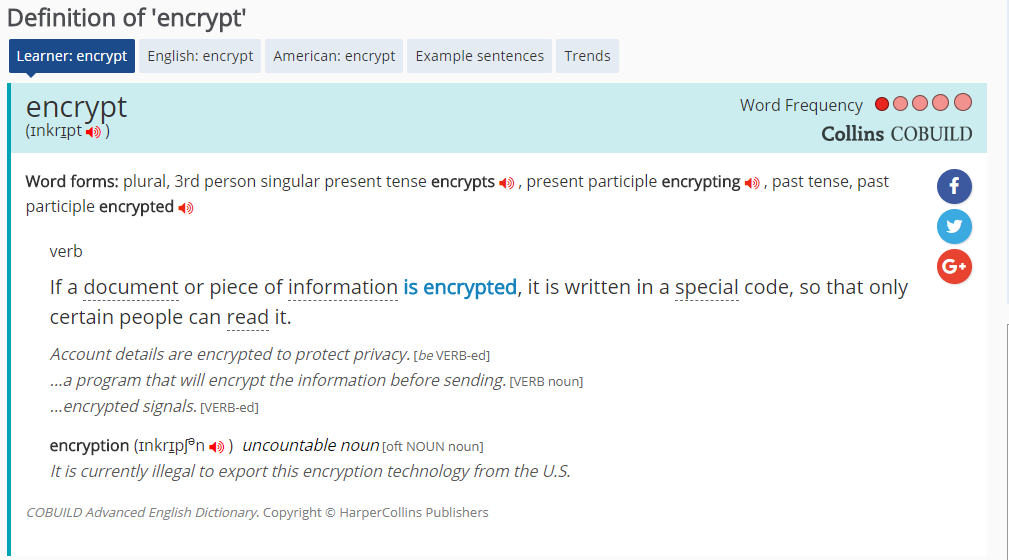 Definition of 'encrypt'
Learner: encrypt English: encrypt American: encrypt Example sentences Trends
encrypt
Word Frequency
(ɪnkrɪpt )
Collins COBUILD
Word forms: plural, 3rd person singular present tense encrypts , present participle encrypting , past tense, past
participle encrypted
verb
If a document or piece of information is encrypted, it is written in a special code, so that only
certain people can read it.
Account details are encrypted to protect privacy. [be VERB-ed]
...a program that will encrypt the information before sending. [VERB noun]
...encrypted signals. [VERB-ed]
encryption (ɪnkrɪpʃᵊn ) uncountable noun [oft NOUN noun]
It is currently illegal to export this encryption technology from the U.S.
COBUILD Advanced English Dictionary. Copyright © HarperCollins Publishers
f
G+